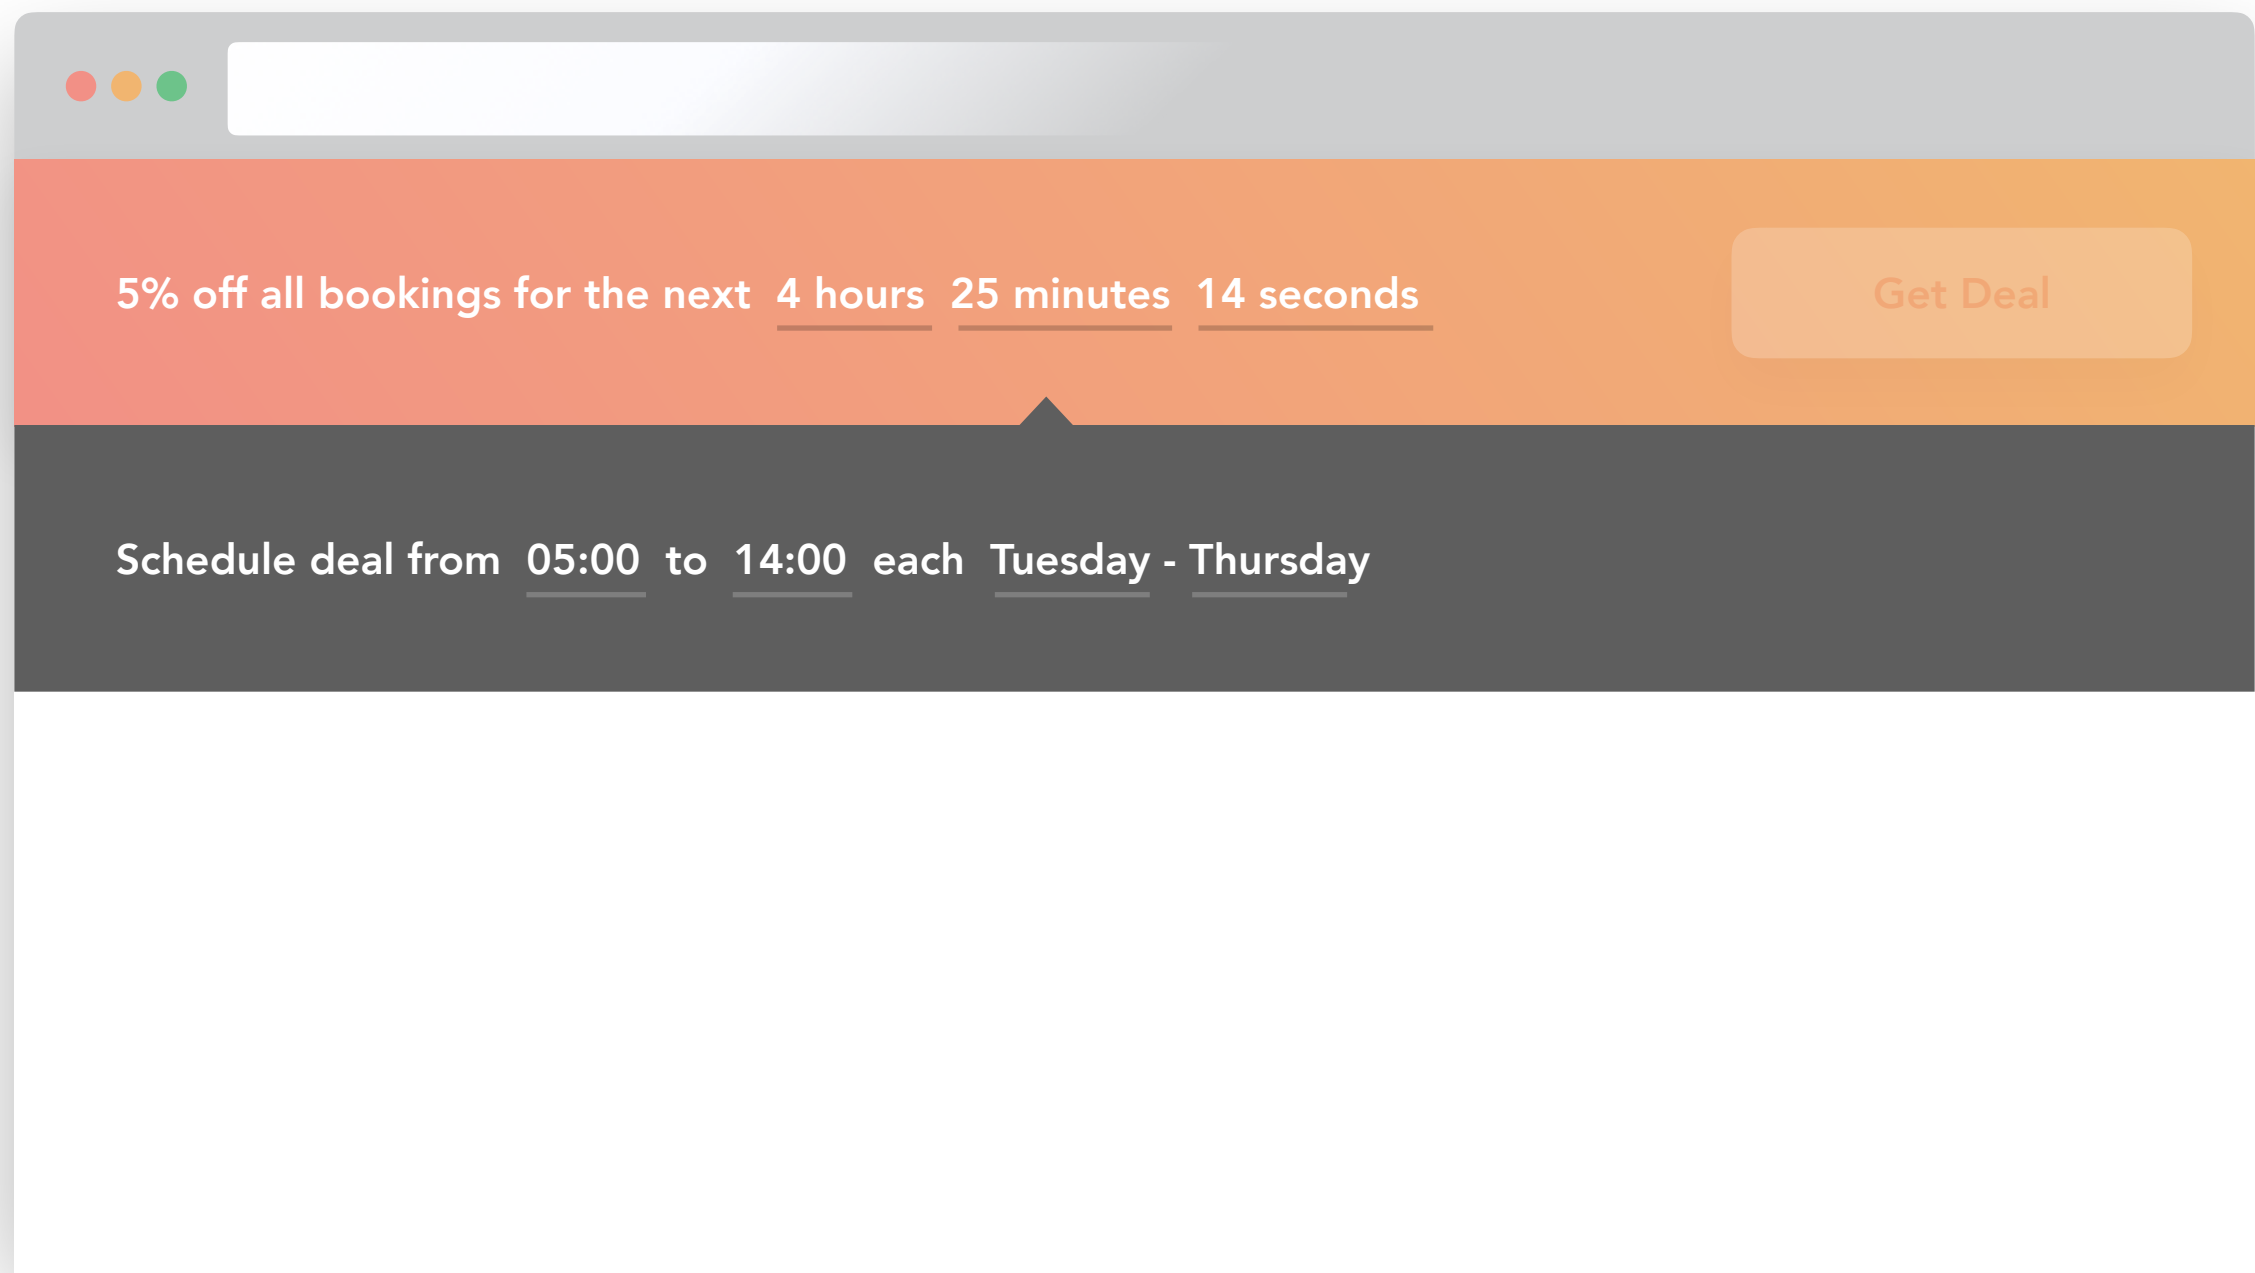 5% off all bookings for the next 4 hours 25 minutes 14 seconds
Get Deal
Schedule deal from 05:00 to 14:00 each Tuesday - Thursday